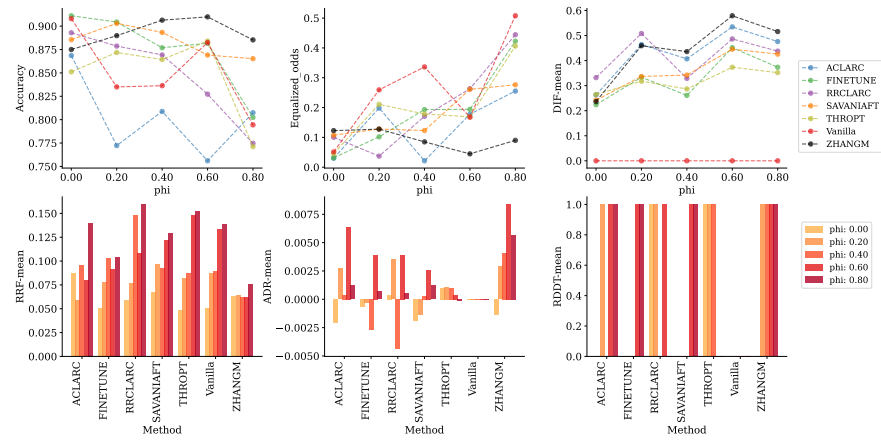 0.900
0.875
0.850
0.825
0.800
0.775
0.750
Accuracy
0.00 0.20 0.40 0.60 0.80
phi
0.5
0.4
0.3
0.2
0.1
0.0
Equalized odds
0.00 0.20 0.40 0.60 0.80
phi
0.6
0.5
0.4
0.3
0.2
0.1
0.0
DIF-mean
0.00 0.20 0.40 0.60 0.80
phi
ACLARC
FINETUNE
RRCLARC
SAVANIAFT
THROPT
Vanilla
ZHANGM
0.150
0.125
0.100
0.075
0.050
0.025
0.000
RRF-mean
ACLARC
FINETUNE
RRCLARC
SAVANIAFT
THROPT
Vanilla
ZHANGM
Method
0.0075
0.0050
0.0025
0.0000
−0.0025
−0.0050
ADR-mean
ACLARC
FINETUNE
RRCLARC
SAVANIAFT
THROPT
Vanilla
ZHANGM
Method
1.0
0.8
0.6
0.4
0.2
0.0
RDDT-mean
ACLARC
FINETUNE
RRCLARC
SAVANIAFT
THROPT
Vanilla
ZHANGM
Method
phi: 0.00
phi: 0.20
phi: 0.40
phi: 0.60
phi: 0.80